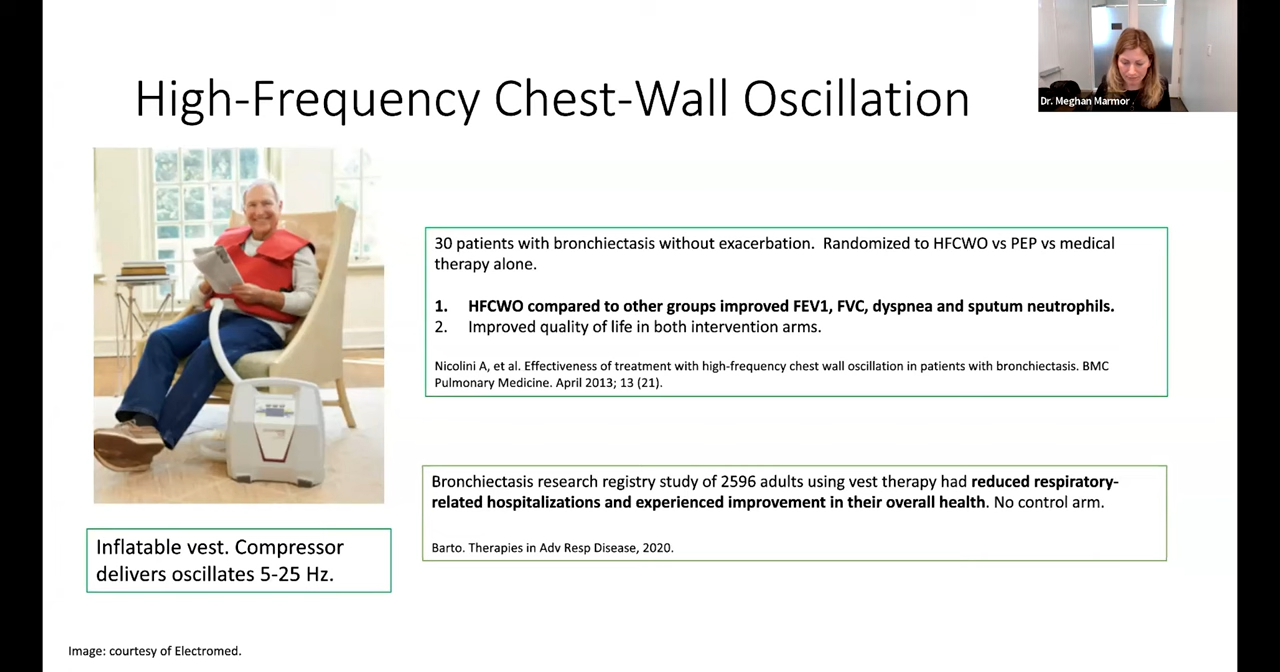 High-Frequency Chest-Wall Oscillation
Dr. Meghan Marmor
30 patients with bronchiectasis without exacerbation.  Randomized to HFCWO vs PEP vs medical
therapy alone.
1. HFCWO compared to other groups improved FEV1, FVC, dyspnea and sputum neutrophils.
2. Improved quality of life in both intervention arms.
Nicolini A, et al. Effectiveness of treatment with high-frequency chest wall oscillation in patients with bronchiectasis. BMC
Pulmonary Medicine. April 2013; 13 (21).
Bronchiectasis research registry study of 2596 adults using vest therapy had reduced respiratory-
related hospitalizations and experienced improvement in their overall health. No control arm.
Barto. Therapies in Adv Resp Disease, 2020.
Inflatable vest. Compressor
delivers oscillates 5-25 Hz.
Image: courtesy of Electromed.